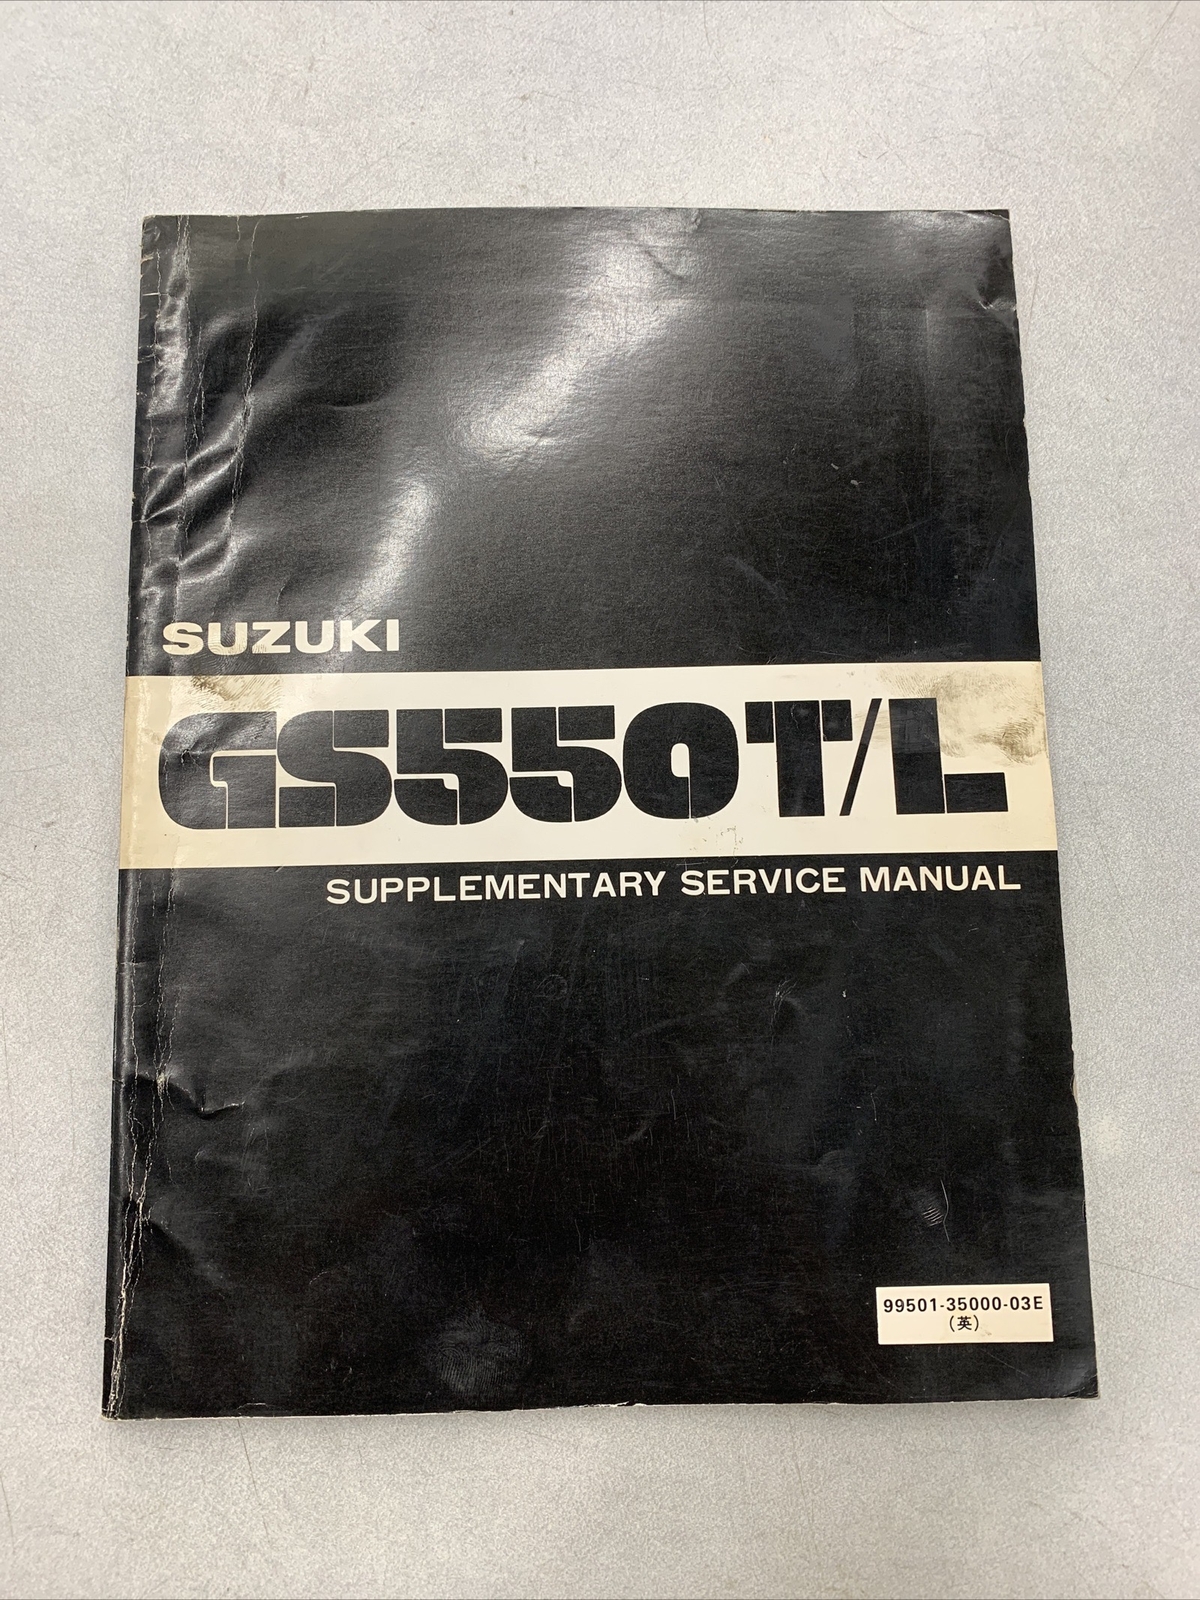 SUZUKI
GS550T/L
SUPPLEMENTARY SERVICE MANUAL
99501-35000-03E
(英)